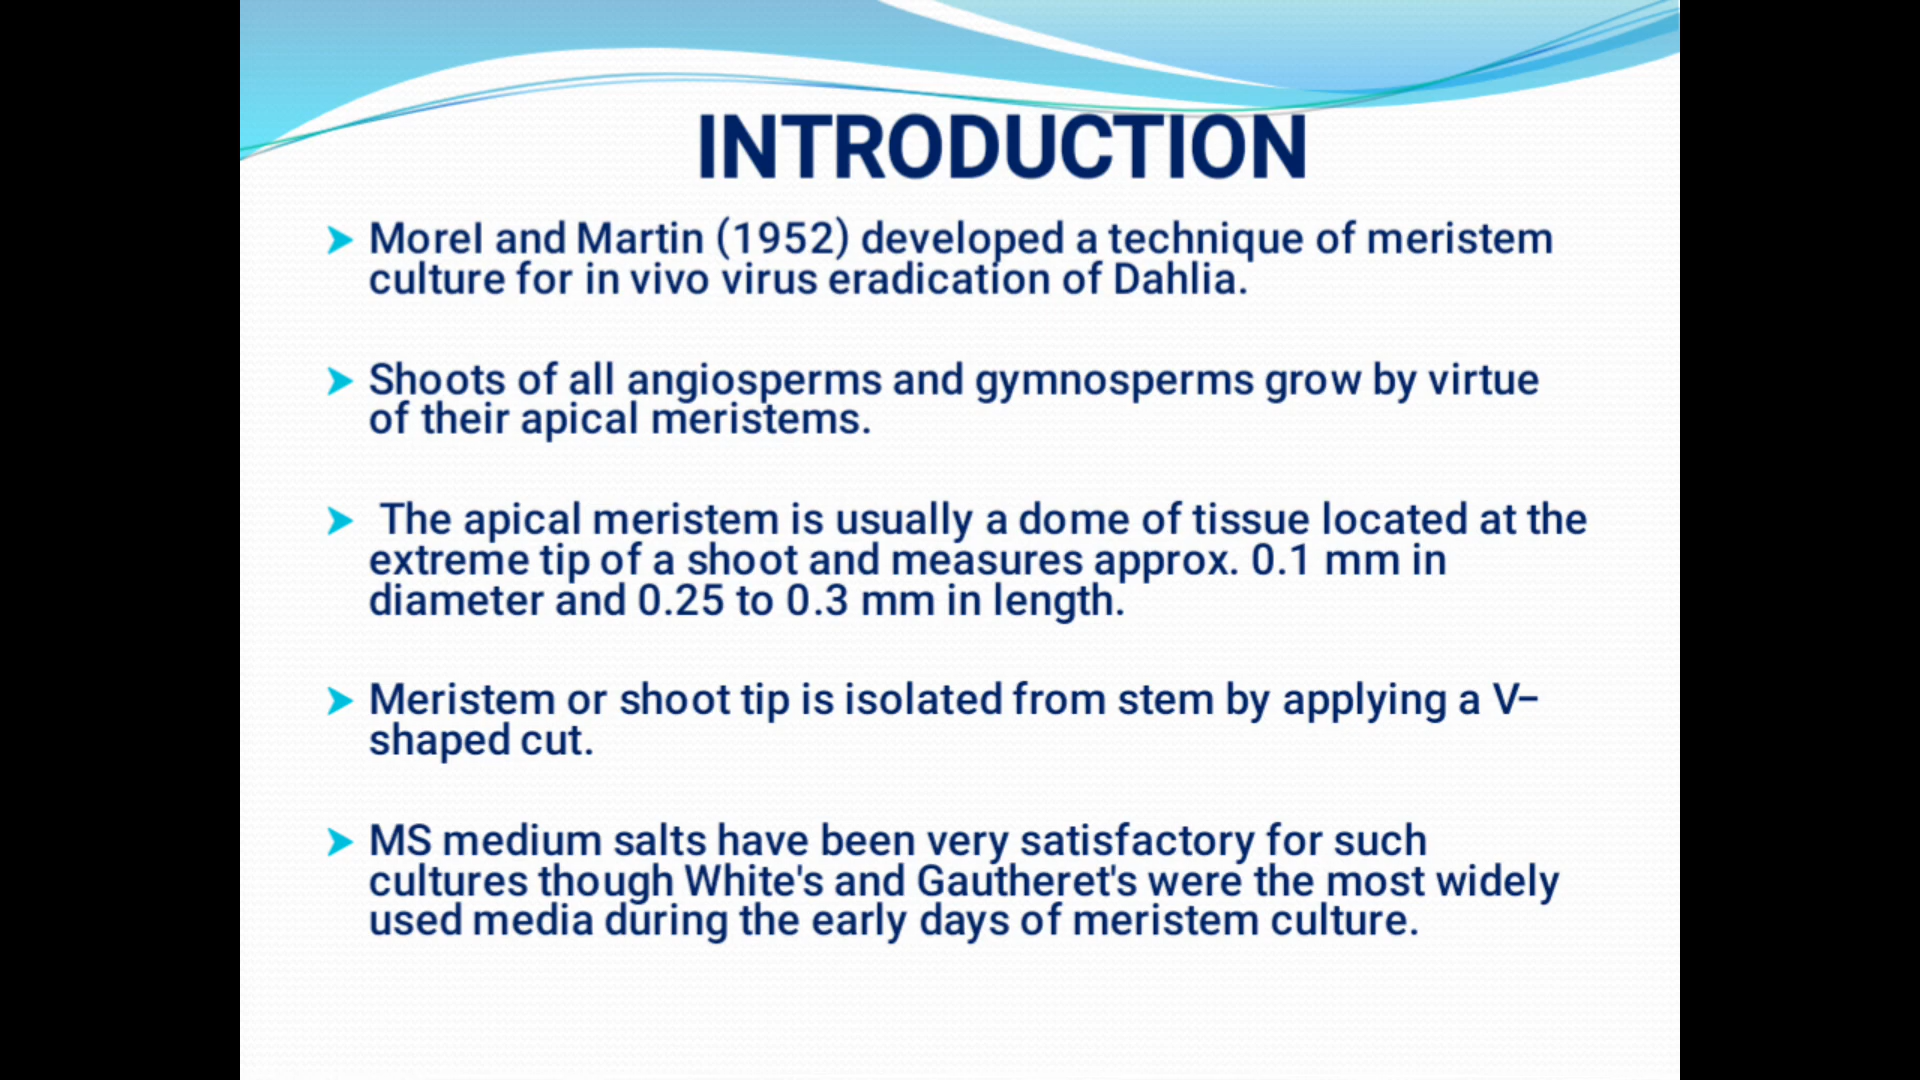 INTRODUCTION
➤ Morel and Martin (1952) developed a technique of meristem
culture for in vivo virus eradication of Dahlia.
➤ Shoots of all angiosperms and gymnosperms grow by virtue
of their apical meristems.
➤ The apical meristem is usually a dome of tissue located at the
extreme tip of a shoot and measures approx. 0.1 mm in
diameter and 0.25 to 0.3 mm in length.
➤ Meristem or shoot tip is isolated from stem by applying a V–
shaped cut.
➤ MS medium salts have been very satisfactory for such
cultures though White's and Gautheret's were the most widely
used media during the early days of meristem culture.